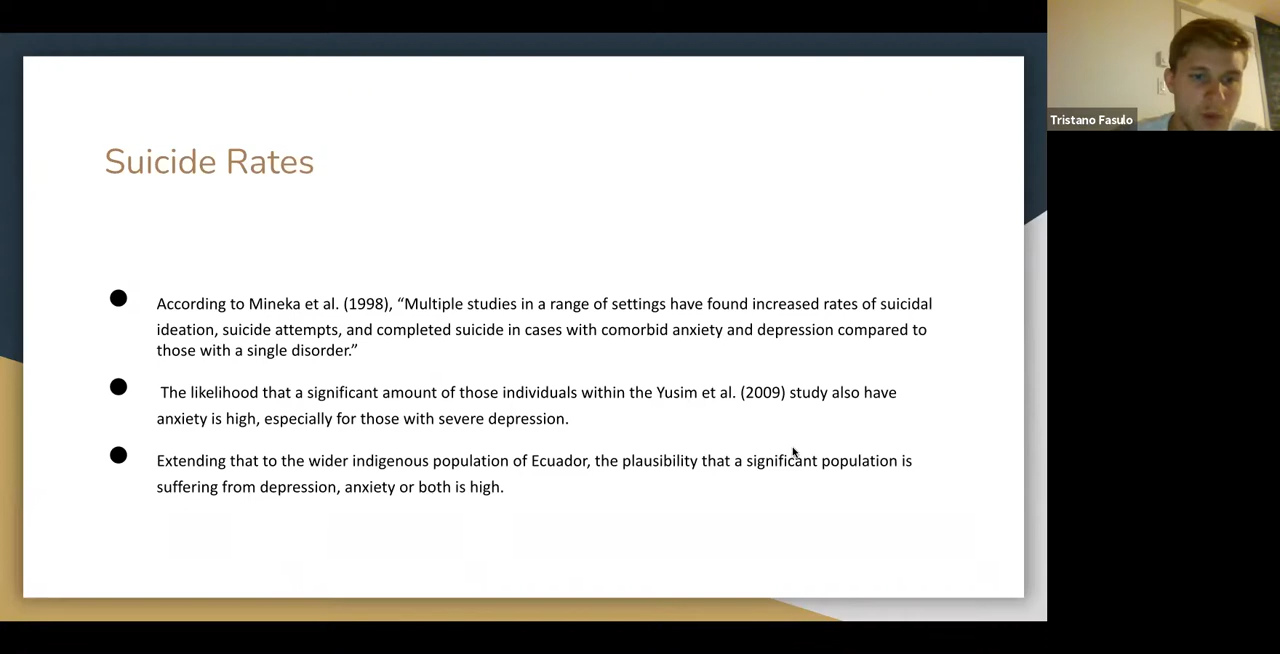 Suicide Rates
According to Mineka et al. (1998), “Multiple studies in a range of settings have found increased rates of suicidal
ideation, suicide attempts, and completed suicide in cases with comorbid anxiety and depression compared to
those with a single disorder.”
The likelihood that a significant amount of those individuals within the Yusim et al. (2009) study also have
anxiety is high, especially for those with severe depression.
Extending that to the wider indigenous population of Ecuador, the plausibility that a significant population is
suffering from depression, anxiety or both is high.
Tristano Fasulo